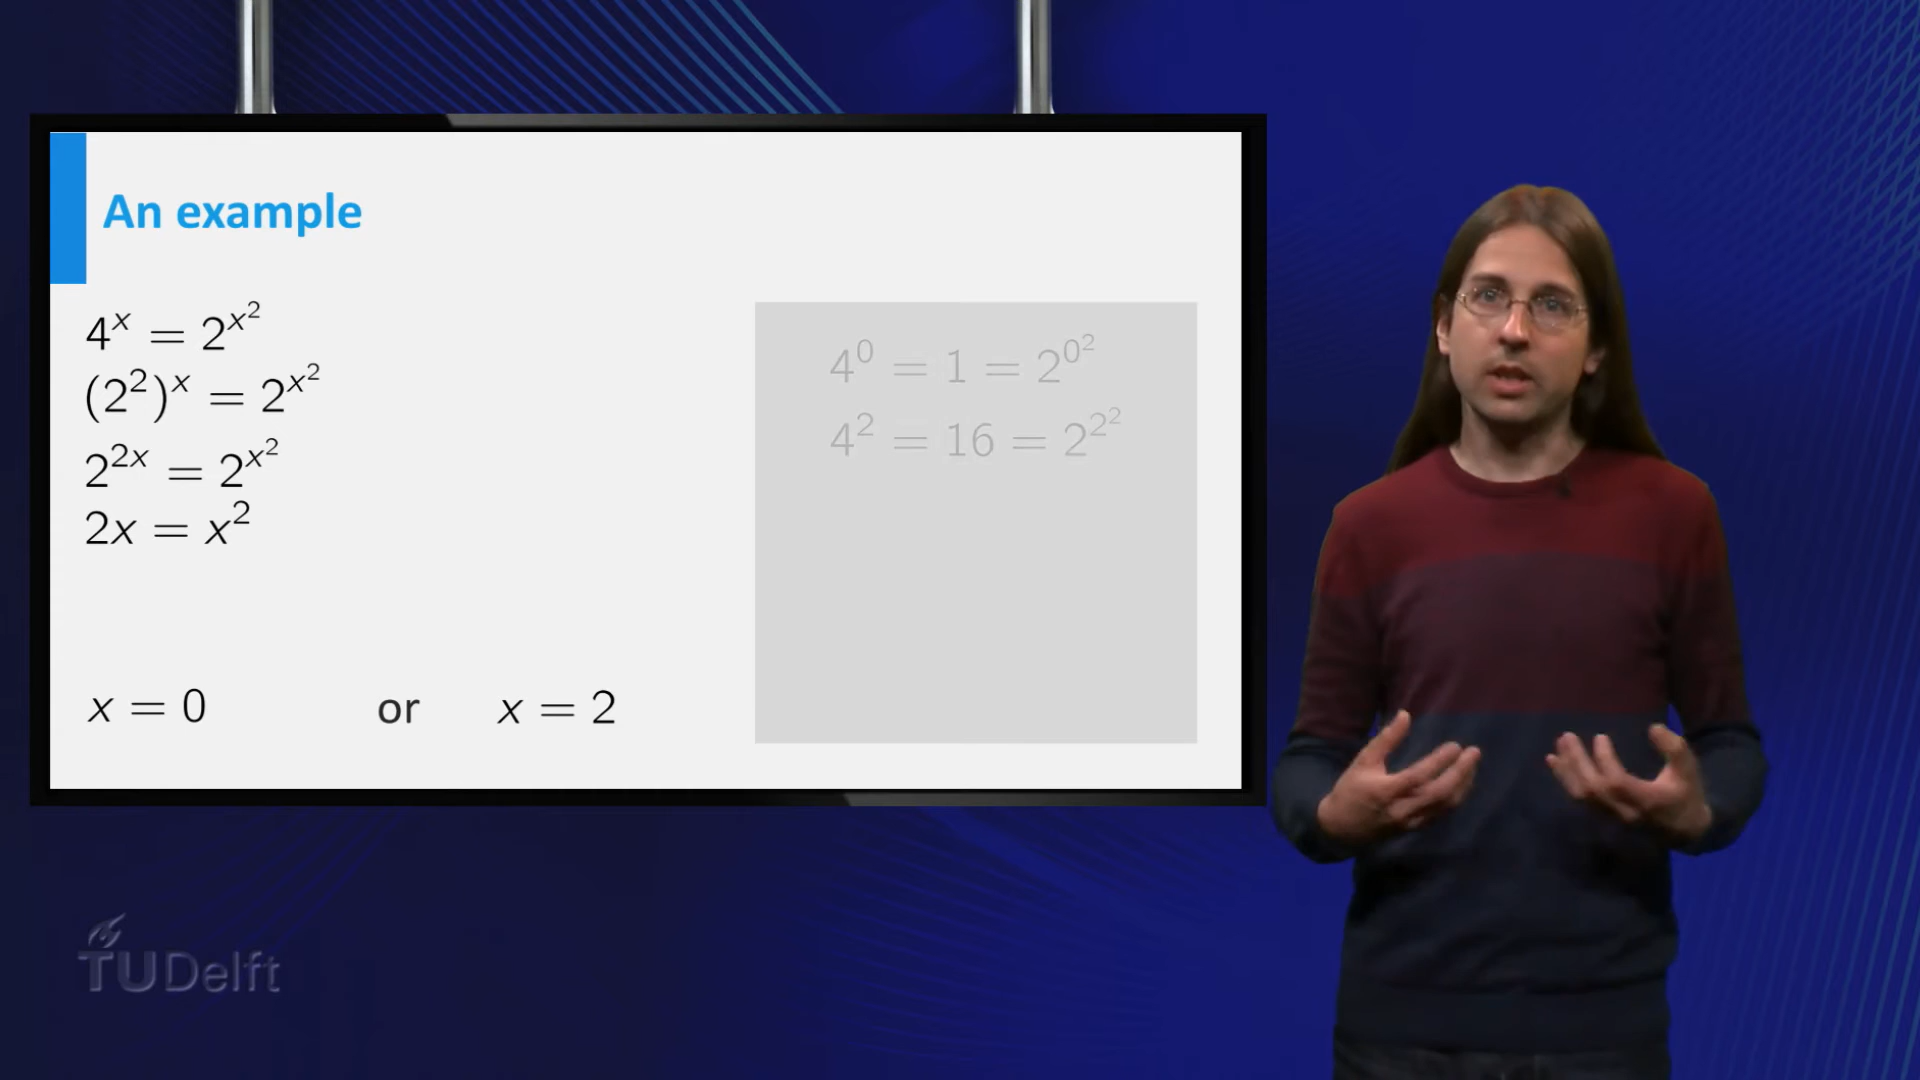 An example
4^x = 2^{x^2}
(2^2)^x = 2^{x^2}
2^{2x} = 2^{x^2}
2x = x^2
x = 0 or x = 2
4^0 = 1 = 2^{0^2}
4^2 = 16 = 2^{2^2}
TUDelft